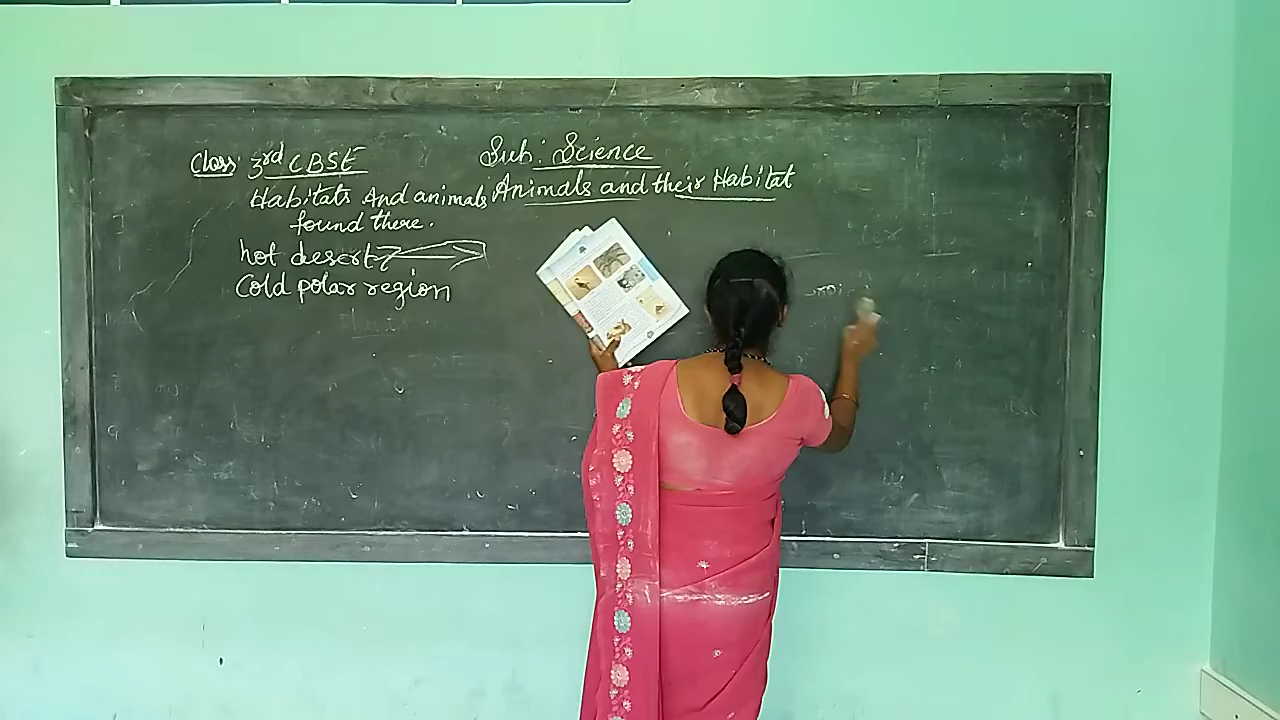 Class 3rd CBSE
Sub: Science
Animals and their Habitat
Habitats And animals
found there.
hot desert
Cold polar region